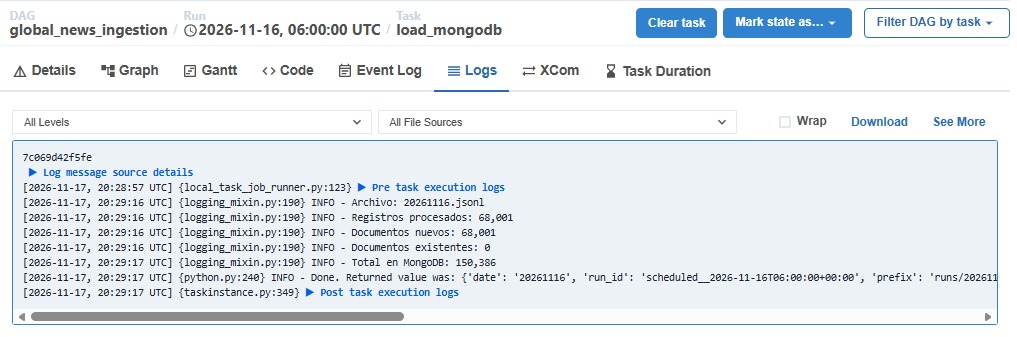 DAG Run Task
global_news_ingestion / 2026-11-16, 06:00:00 UTC / load_mongodb
Clear task Mark state as... Filter DAG by task
Details Graph Gantt Code Event Log Logs XCom Task Duration
All Levels All File Sources Wrap Download See More
7c069d42f5fe
▶ Log message source details
[2026-11-17, 20:28:57 UTC] {local_task_job_runner.py:123} ▶ Pre task execution logs
[2026-11-17, 20:29:16 UTC] {logging_mixin.py:190} INFO - Archivo: 20261116.jsonl
[2026-11-17, 20:29:16 UTC] {logging_mixin.py:190} INFO - Registros procesados: 68,001
[2026-11-17, 20:29:16 UTC] {logging_mixin.py:190} INFO - Documentos nuevos: 68,001
[2026-11-17, 20:29:16 UTC] {logging_mixin.py:190} INFO - Documentos existentes: 0
[2026-11-17, 20:29:17 UTC] {logging_mixin.py:190} INFO - Total en MongoDB: 150,386
[2026-11-17, 20:29:17 UTC] {python.py:240} INFO - Done. Returned value was: {'date': '20261116', 'run_id': 'scheduled__2026-11-16T06:00:00+00:00', 'prefix': 'runs/202611
[2026-11-17, 20:29:17 UTC] {taskinstance.py:349} ▶ Post task execution logs